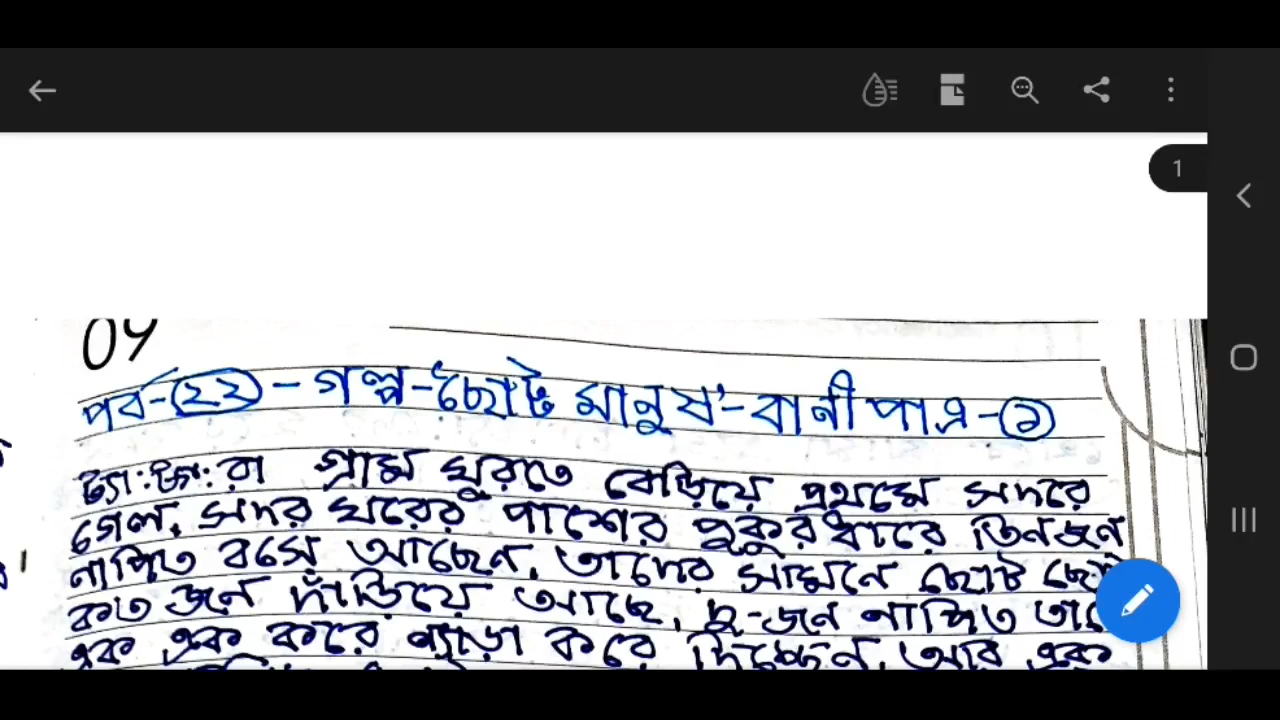 1
04
পর্ব-(২২) - গল্প-'ছোট মানুষ'- বানী পাত্র-(১)
ট্যা:ফ্যা:রা গ্রাম ঘুরতে বেড়িয়ে প্রথমে সদরে
গেল, সদর ঘরের পাশের পুকুরধারে তিনজন
নাপিত বসে আছেন, তাদের সামনে ছোট
কত জন দাঁড়িয়ে আছে, দু-জন নাপিত
এক এক করে ন্যাড়া করে দিচ্ছেন, আর এক